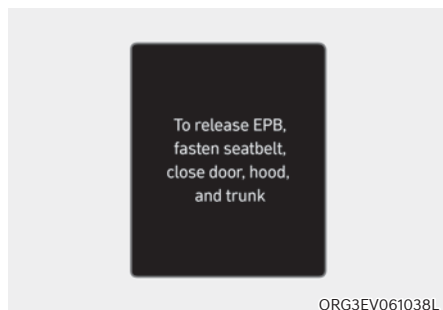 To release EPB,
fasten seatbelt,
close door, hood,
and trunk
ORG3EV061038L